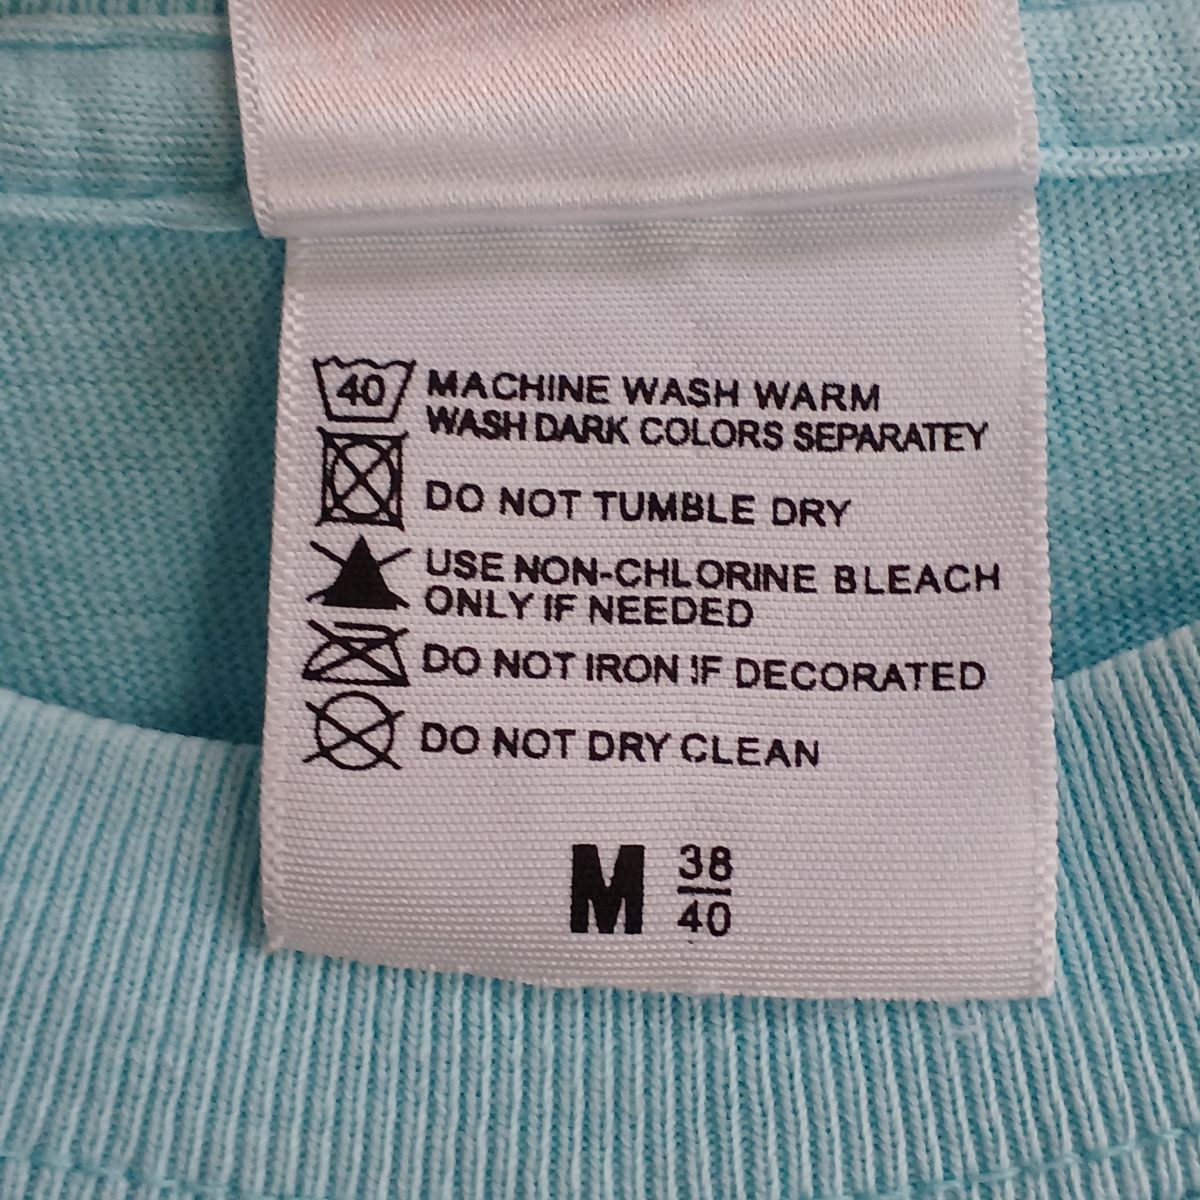 40 MACHINE WASH WARM
WASH DARK COLORS SEPARATEY
DO NOT TUMBLE DRY
USE NON-CHLORINE BLEACH
ONLY IF NEEDED
DO NOT IRON IF DECORATED
DO NOT DRY CLEAN
M 38
40